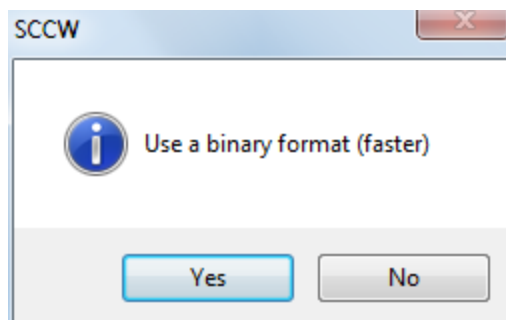 SCCW
Use a binary format (faster)
Yes No